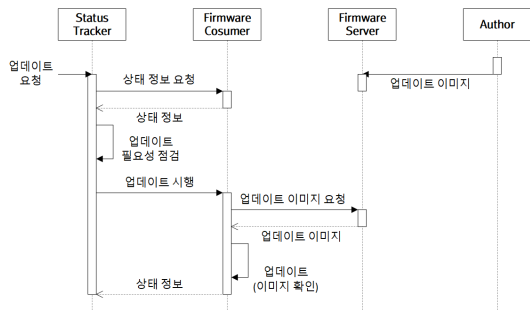 Status
Tracker
Firmware
Cosumer
Firmware
Server
Author
업데이트
요청
상태 정보 요청
업데이트 이미지
상태 정보
업데이트
필요성 점검
업데이트 시행
업데이트 이미지 요청
업데이트 이미지
업데이트
(이미지 확인)
상태 정보